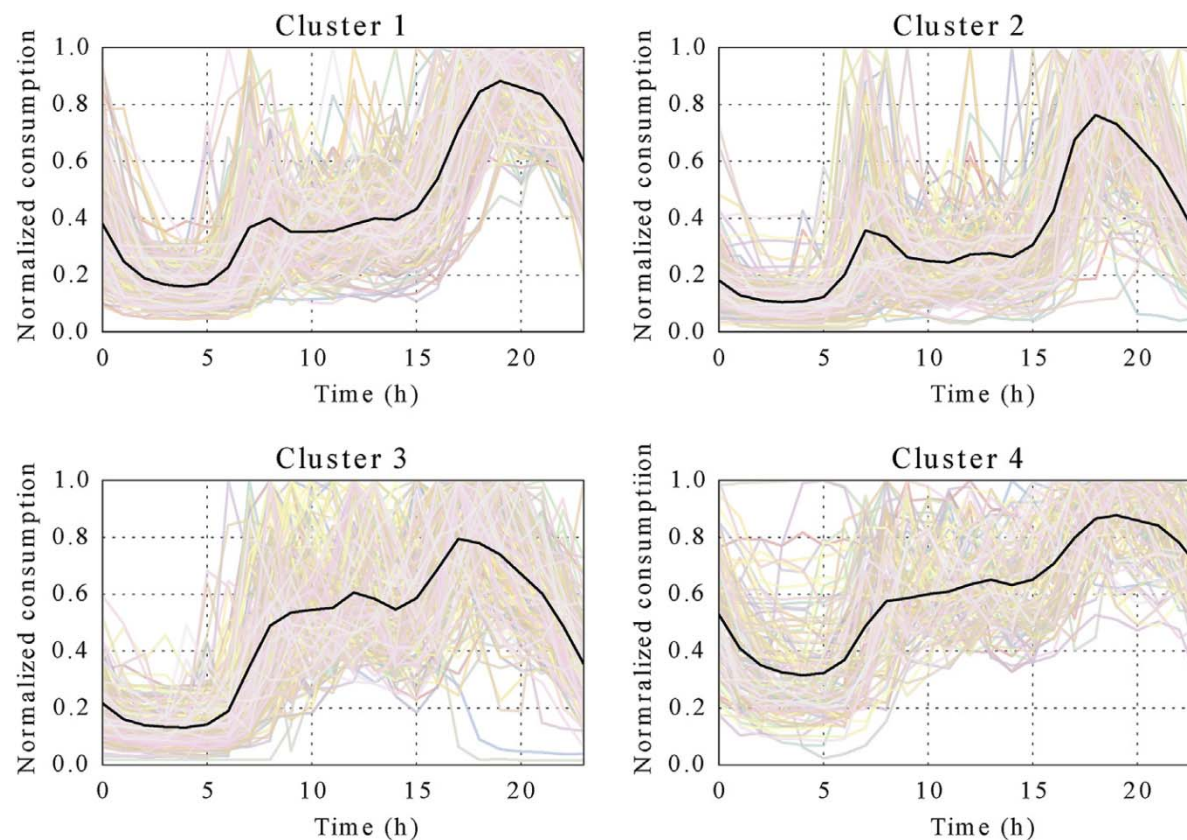 Cluster 1
Normalized consumption
1.0
0.8
0.6
0.4
0.2
0.0
0 5 10 15 20
Time (h)
Cluster 2
Normalized consumption
1.0
0.8
0.6
0.4
0.2
0.0
0 5 10 15 20
Time (h)
Cluster 3
Normalized consumptiion
1.0
0.8
0.6
0.4
0.2
0.0
0 5 10 15 20
Time (h)
Cluster 4
Normralized consumption
1.0
0.8
0.6
0.4
0.2
0.0
0 5 10 15 20
Time (h)